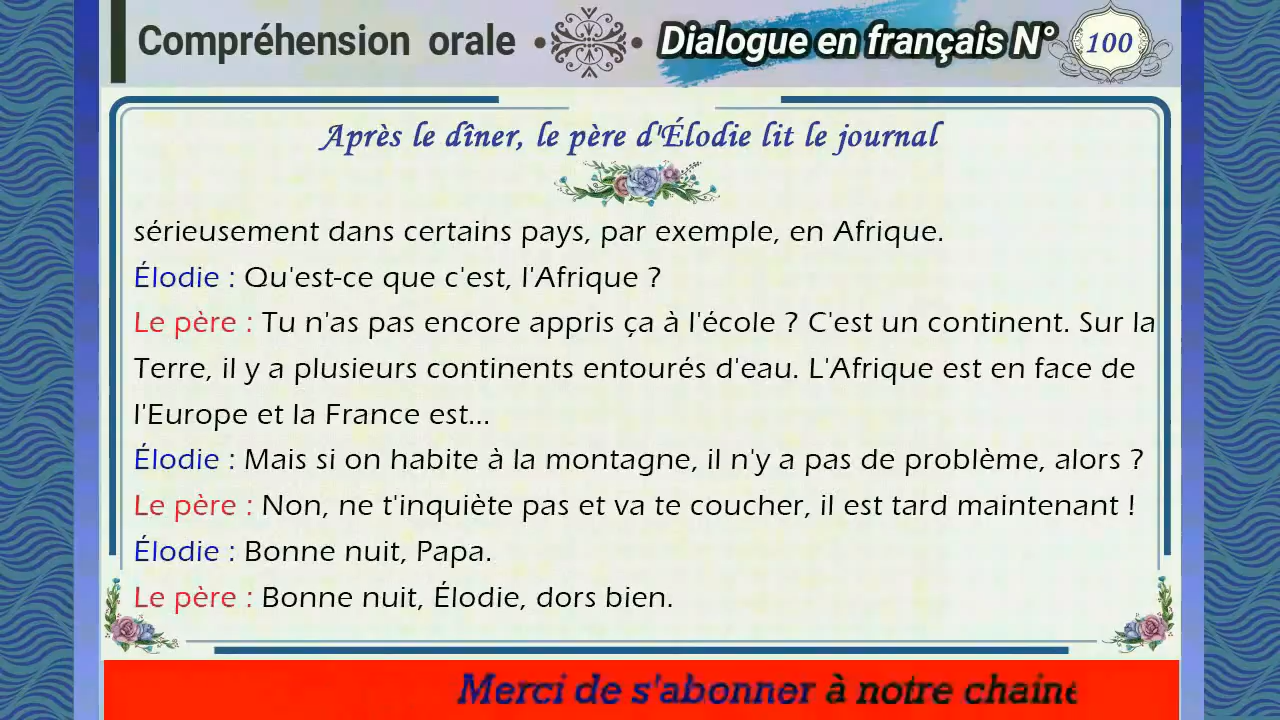 Compréhension orale
Dialogue en français N° 100
Après le dîner, le père d'Élodie lit le journal
sérieusement dans certains pays, par exemple, en Afrique.
Élodie : Qu'est-ce que c'est, l'Afrique ?
Le père : Tu n'as pas encore appris ça à l'école ? C'est un continent. Sur la
Terre, il y a plusieurs continents entourés d'eau. L'Afrique est en face de
l'Europe et la France est...
Élodie : Mais si on habite à la montagne, il n'y a pas de problème, alors ?
Le père : Non, ne t'inquiète pas et va te coucher, il est tard maintenant !
Élodie : Bonne nuit, Papa.
Le père : Bonne nuit, Élodie, dors bien.
Merci de s'abonner à notre chaine